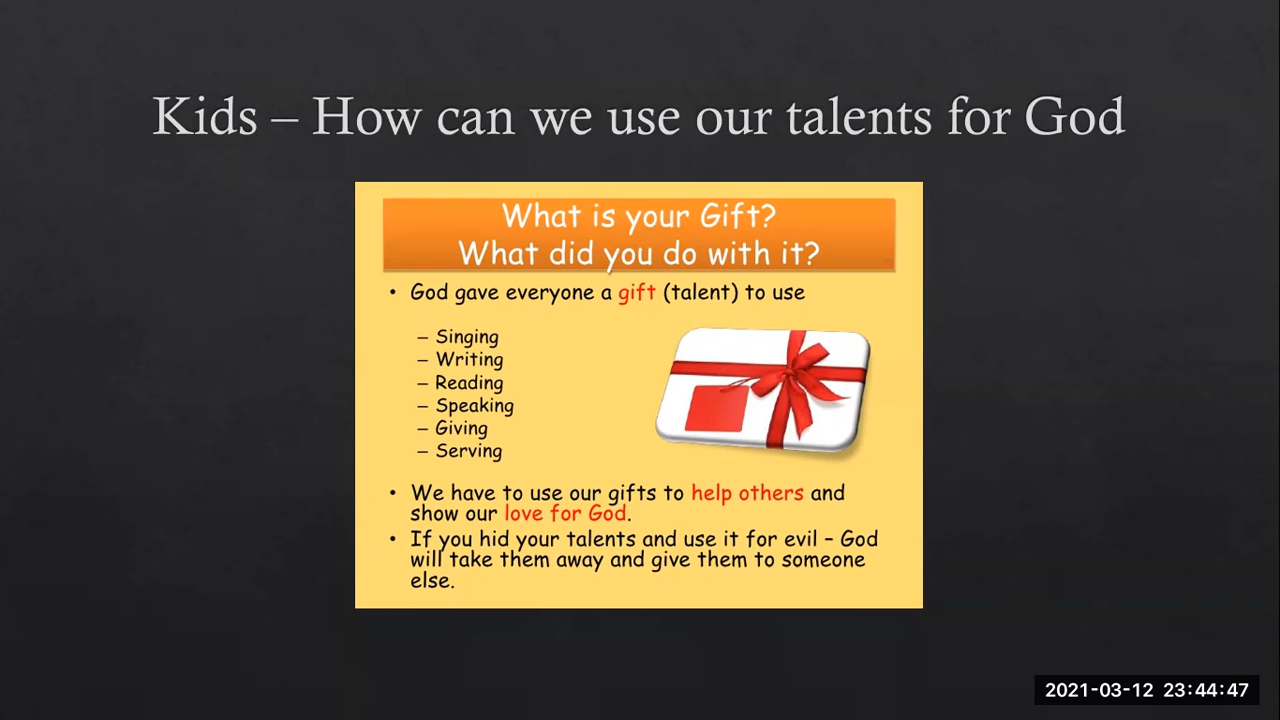 Kids – How can we use our talents for God
What is your Gift?
What did you do with it?
• God gave everyone a gift (talent) to use
– Singing
– Writing
– Reading
– Speaking
– Giving
– Serving
• We have to use our gifts to help others and
show our love for God.
• If you hid your talents and use it for evil – God
will take them away and give them to someone
else.
2021-03-12 23:44:47